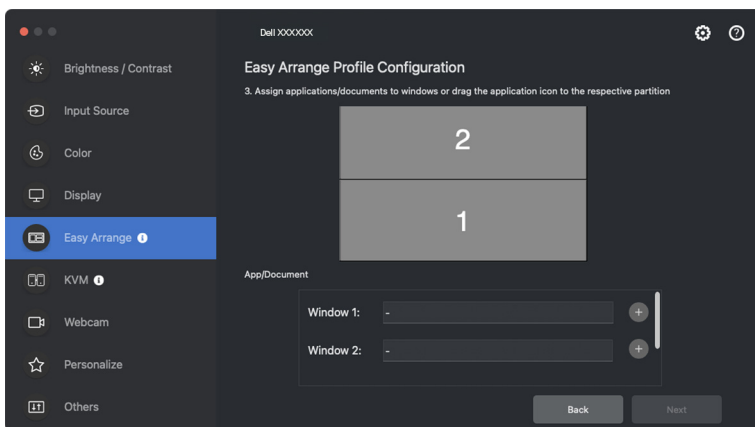 Dell XXXXXX
Brightness / Contrast
Input Source
Color
Display
Easy Arrange
KVM
Webcam
Personalize
Others
Easy Arrange Profile Configuration
3. Assign applications/documents to windows or drag the application icon to the respective partition
2
1
App/Document
Window 1: -
Window 2: -
Back Next